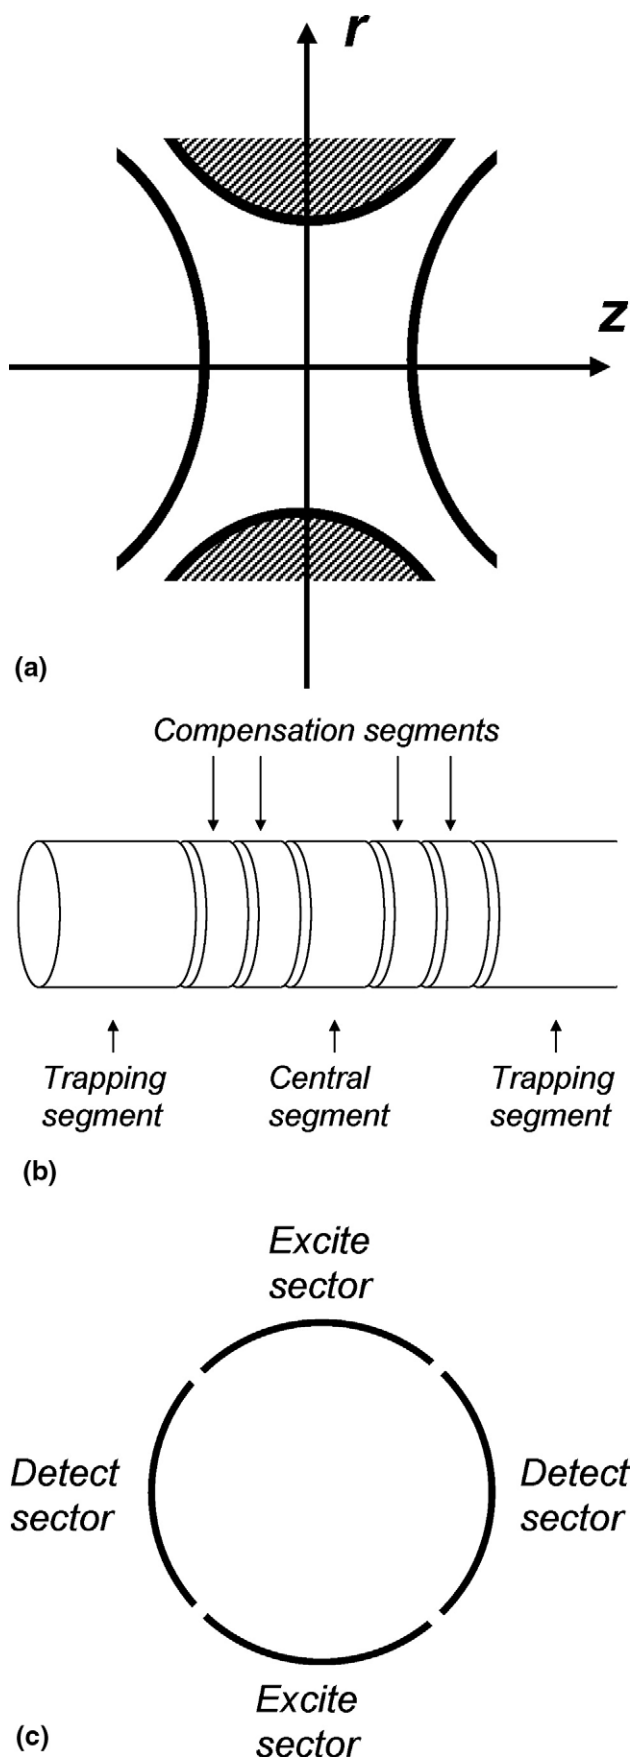 r
z
(a)
Compensation segments
Trapping
segment
Central
segment
Trapping
segment
(b)
Excite
sector
Detect
sector
Detect
sector
Excite
sector
(c)